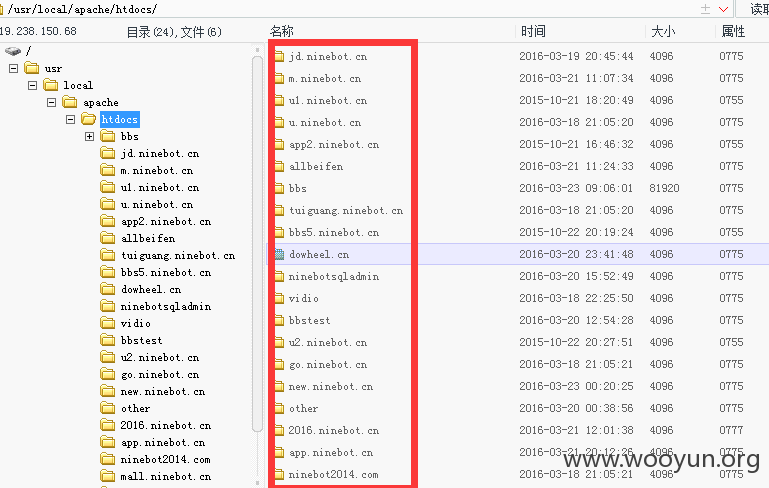 /usr/local/apache/htdocs/ 读取
19.238.150.68 目录(24),文件(6) 名称 时间 大小 属性
/
usr
local
apache
htdocs
bbs
jd.ninebot.cn
m.ninebot.cn
u1.ninebot.cn
u.ninebot.cn
app2.ninebot.cn
allbeifen
tuiguang.ninebot.cn
bbs5.ninebot.cn
dowheel.cn
ninebotsqladmin
vidio
bbstest
u2.ninebot.cn
go.ninebot.cn
new.ninebot.cn
other
2016.ninebot.cn
app.ninebot.cn
ninebot2014.com
mall.ninebot.cn
jd.ninebot.cn 2016-03-19 20:45:44 4096 0775
m.ninebot.cn 2016-03-21 11:07:34 4096 0775
u1.ninebot.cn 2015-10-21 18:20:49 4096 0755
u.ninebot.cn 2016-03-18 21:05:20 4096 0775
app2.ninebot.cn 2015-10-21 16:46:32 4096 0755
allbeifen 2016-03-21 11:24:33 4096 0775
bbs 2016-03-23 09:06:01 81920 0775
tuiguang.ninebot.cn 2016-03-18 21:05:20 4096 0775
bbs5.ninebot.cn 2015-10-22 20:19:24 4096 0755
dowheel.cn 2016-03-20 23:41:48 4096 0775
ninebotsqladmin 2016-03-20 15:52:49 4096 0775
vidio 2016-03-18 22:25:50 4096 0775
bbstest 2016-03-20 12:54:28 4096 0775
u2.ninebot.cn 2015-10-22 20:27:51 4096 0755
go.ninebot.cn 2016-03-18 21:05:21 4096 0775
new.ninebot.cn 2016-03-23 00:20:25 4096 0775
other 2016-03-20 00:38:56 4096 0775
2016.ninebot.cn 2016-03-21 12:01:38 4096 0777
app.ninebot.cn 2016-03-21 20:12:26 4096 0775
ninebot2014.com 2016-03-18 21:05:21 4096 0775
www.wooyun.org